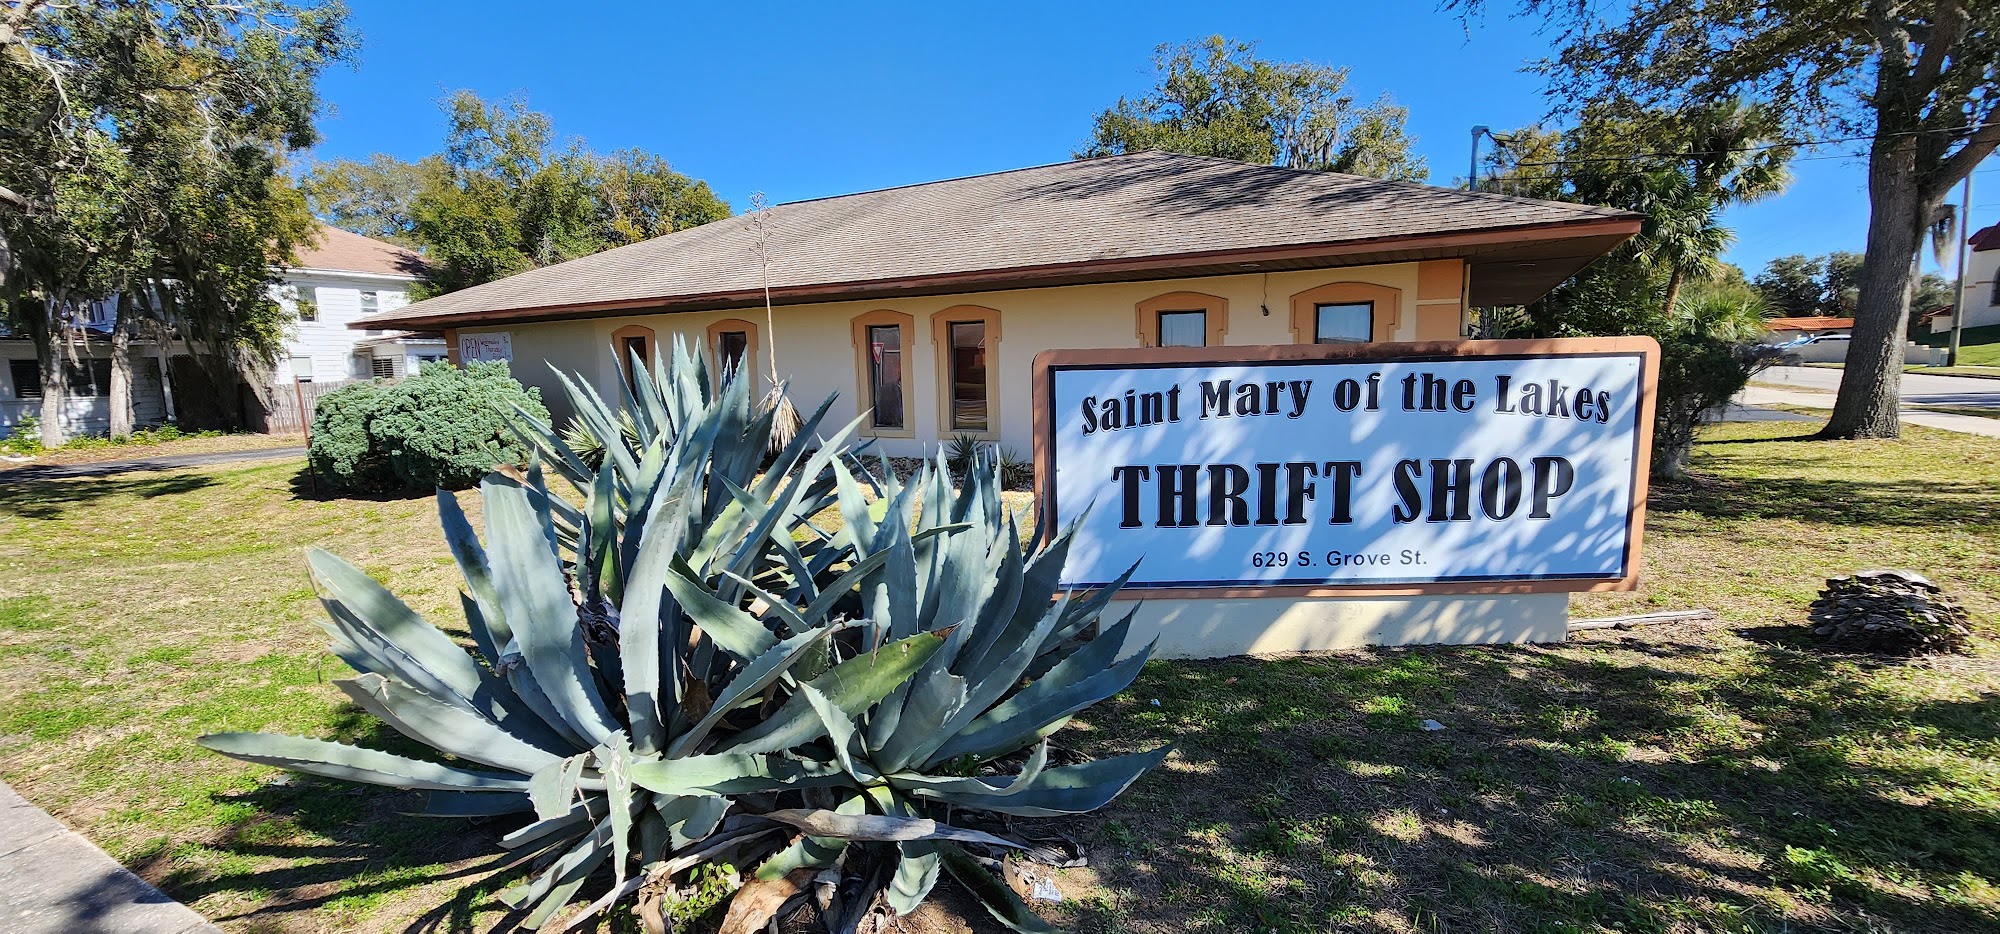 Saint Mary of the Lakes
THRIFT SHOP
629 S. Grove St.
OPEN